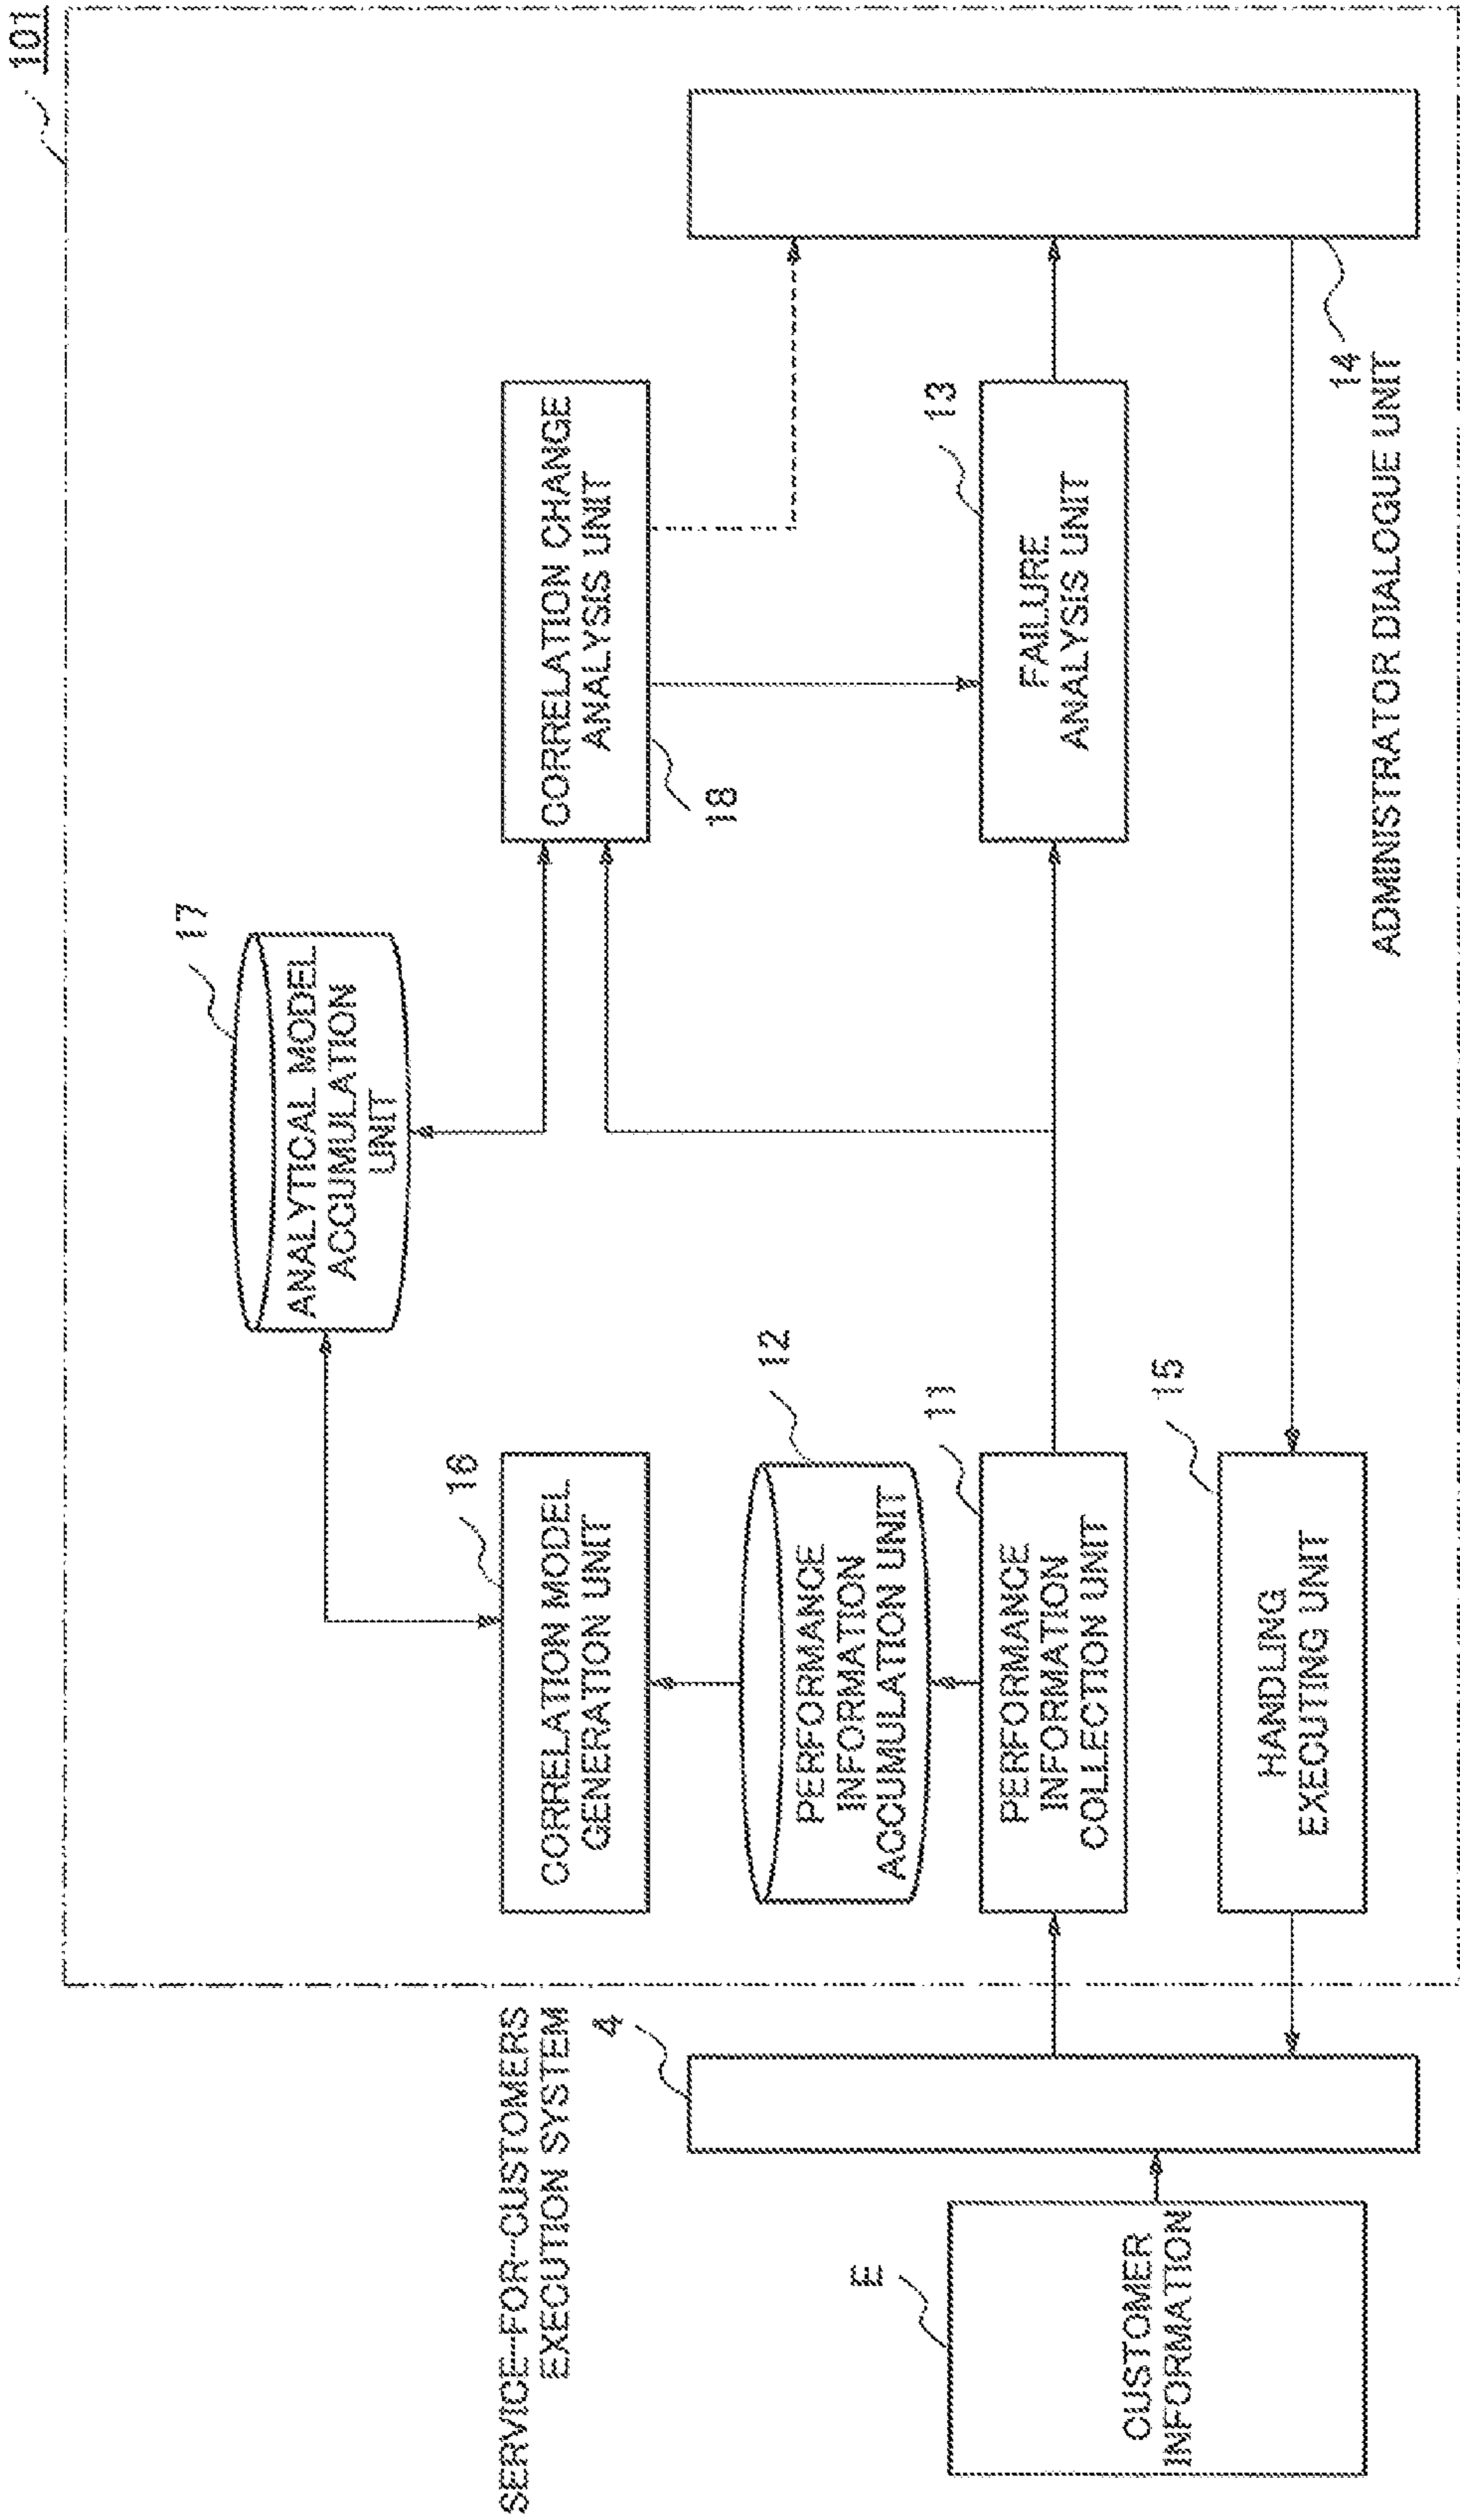 101
17
ANALYTICAL MODEL
ACCUMULATION
UNIT
16
CORRELATION MODEL
GENERATION UNIT
CORRELATION CHANGE
ANALYSIS UNIT
18
SERVICE-FOR-CUSTOMERS
EXECUTION SYSTEM
4
12
PERFORMANCE
INFORMATION
ACCUMULATION UNIT
11
PERFORMANCE
INFORMATION
COLLECTION UNIT
13
FAILURE
ANALYSIS UNIT
E
CUSTOMER
INFORMATION
15
HANDLING
EXECUTING UNIT
14
ADMINISTRATOR DIALOGUE UNIT